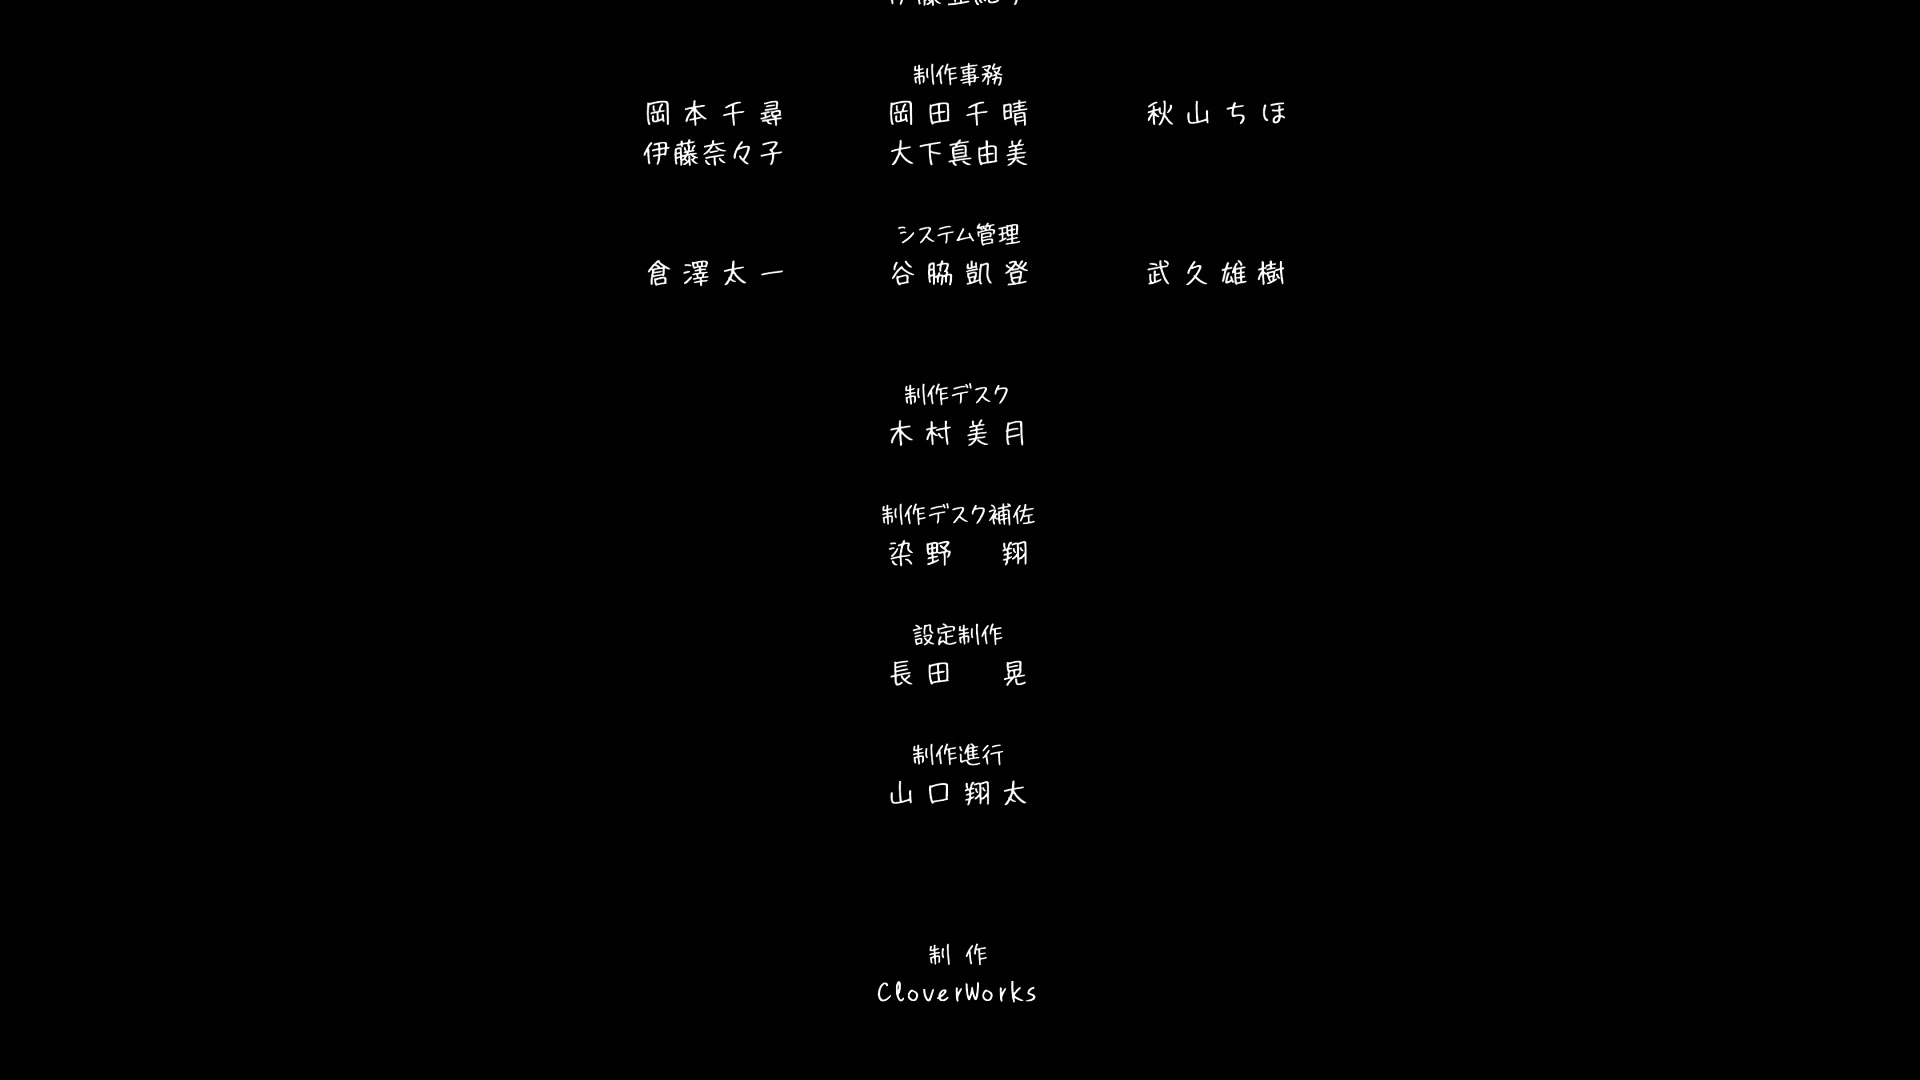 制作事務
岡本千尋 岡田千晴 秋山ちほ
伊藤奈々子 大下真由美
システム管理
倉澤太一 谷脇凱登 武久雄樹
制作デスク
木村美月
制作デスク補佐
染野 翔
設定制作
長田 晃
制作進行
山口翔太
制作
CloverWorks